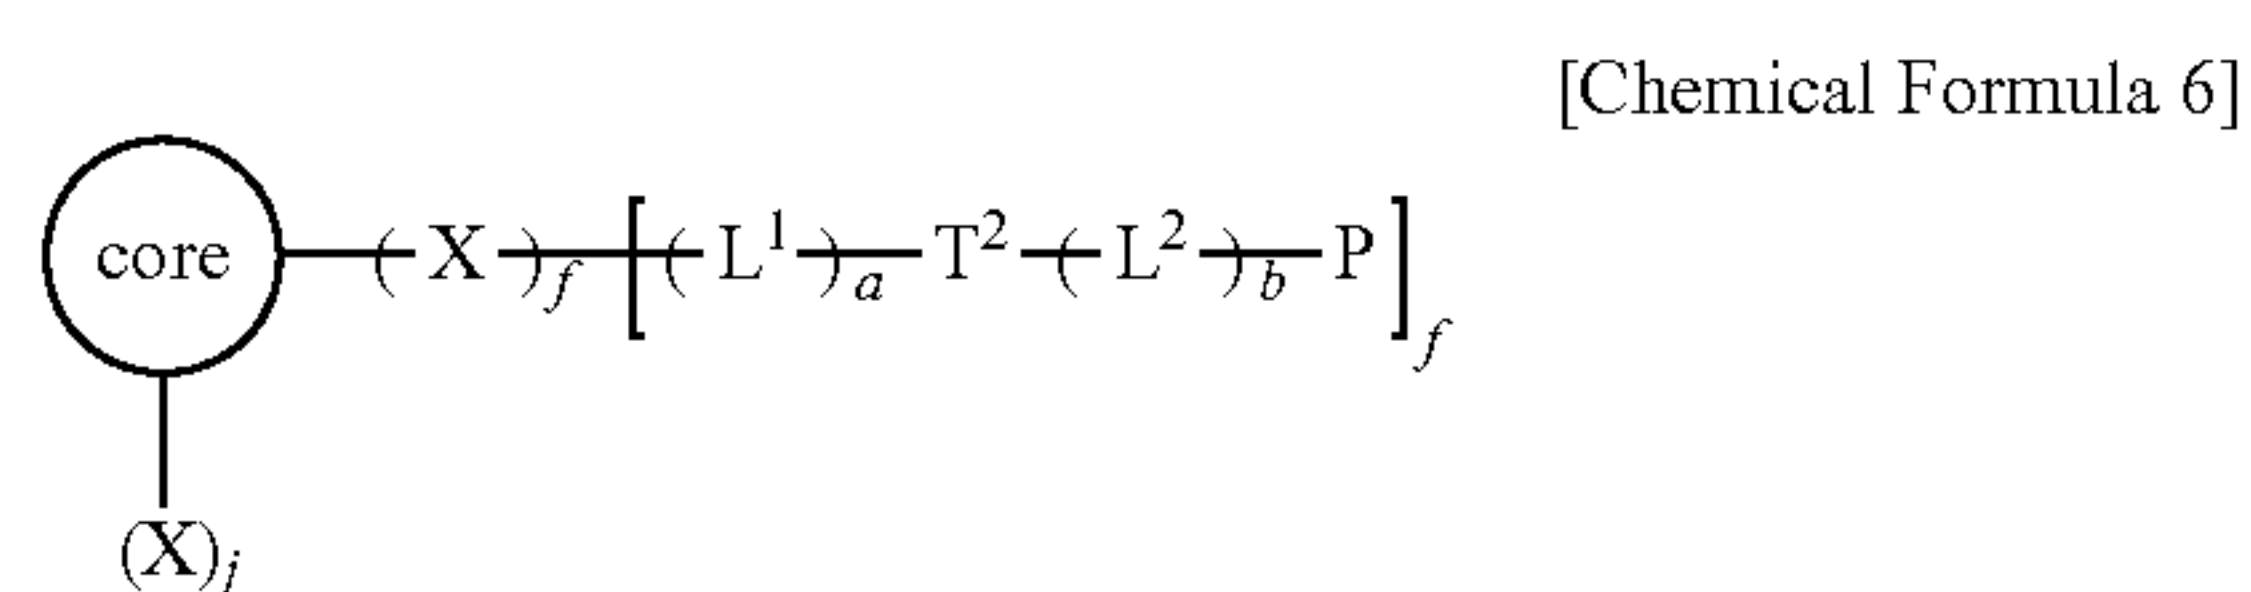 [Chemical Formula 6]
core—(X)f—[(L¹)a—T²—(L²)b—P]f
(X)j